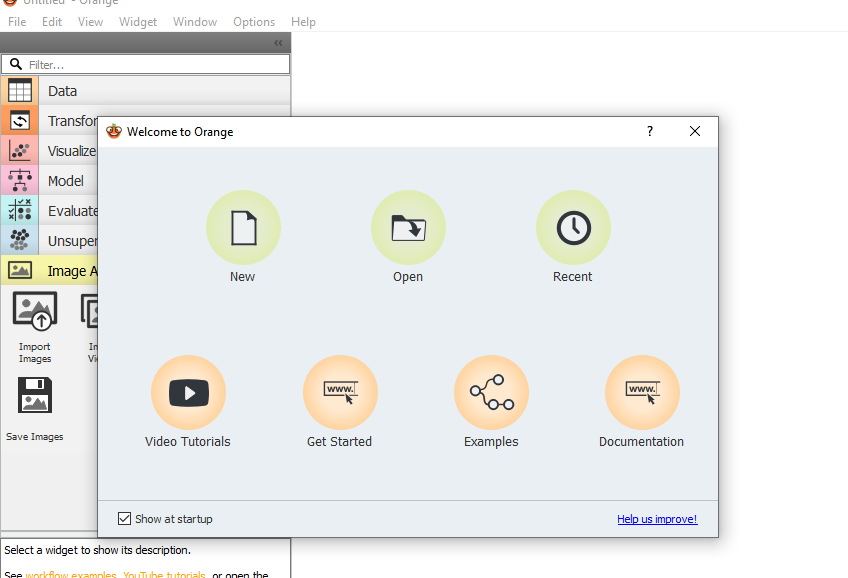 Untitled - Orange
File Edit View Widget Window Options Help
Filter...
Data
Transfor
Visualize
Model
Evaluate
Unsuper
Image A
Import
Images
Im
Vi
Save Images
Welcome to Orange
?
New
Open
Recent
Video Tutorials
www.
Get Started
Examples
www.
Documentation
Show at startup
Help us improve!
Select a widget to show its description.
See workflow examples, YouTube tutorials, or open the